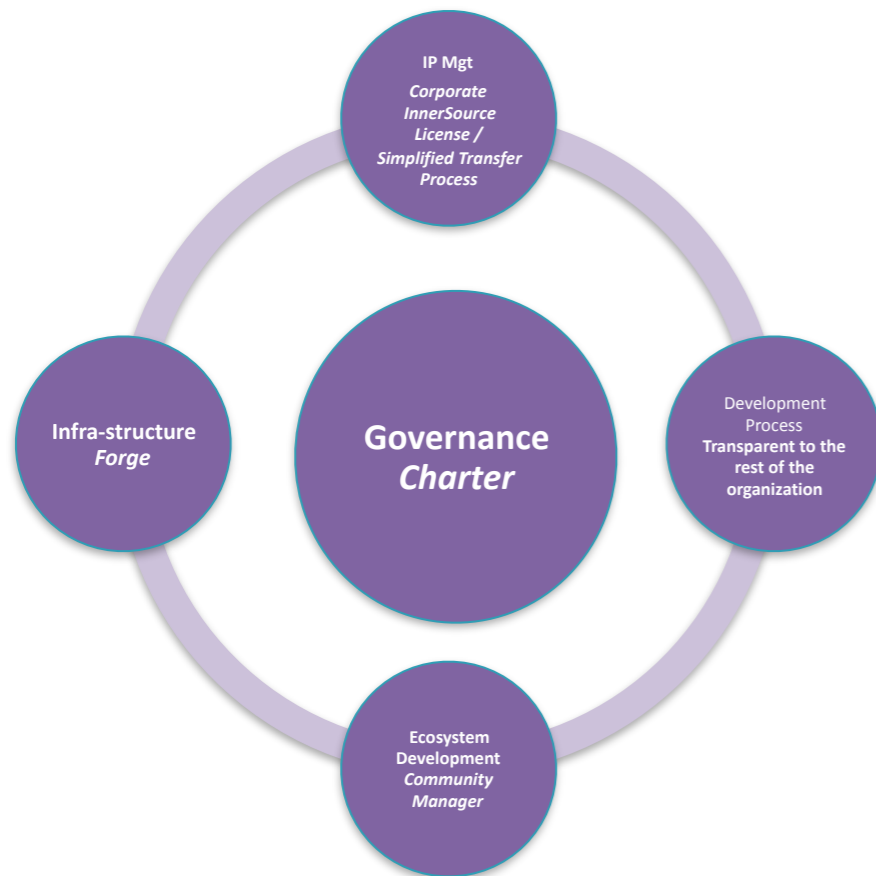 IP Mgt
Corporate
InnerSource
License /
Simplified Transfer
Process
Infra-structure
Forge
Governance
Charter
Development
Process
Transparent to the
rest of the
organization
Ecosystem
Development
Community
Manager